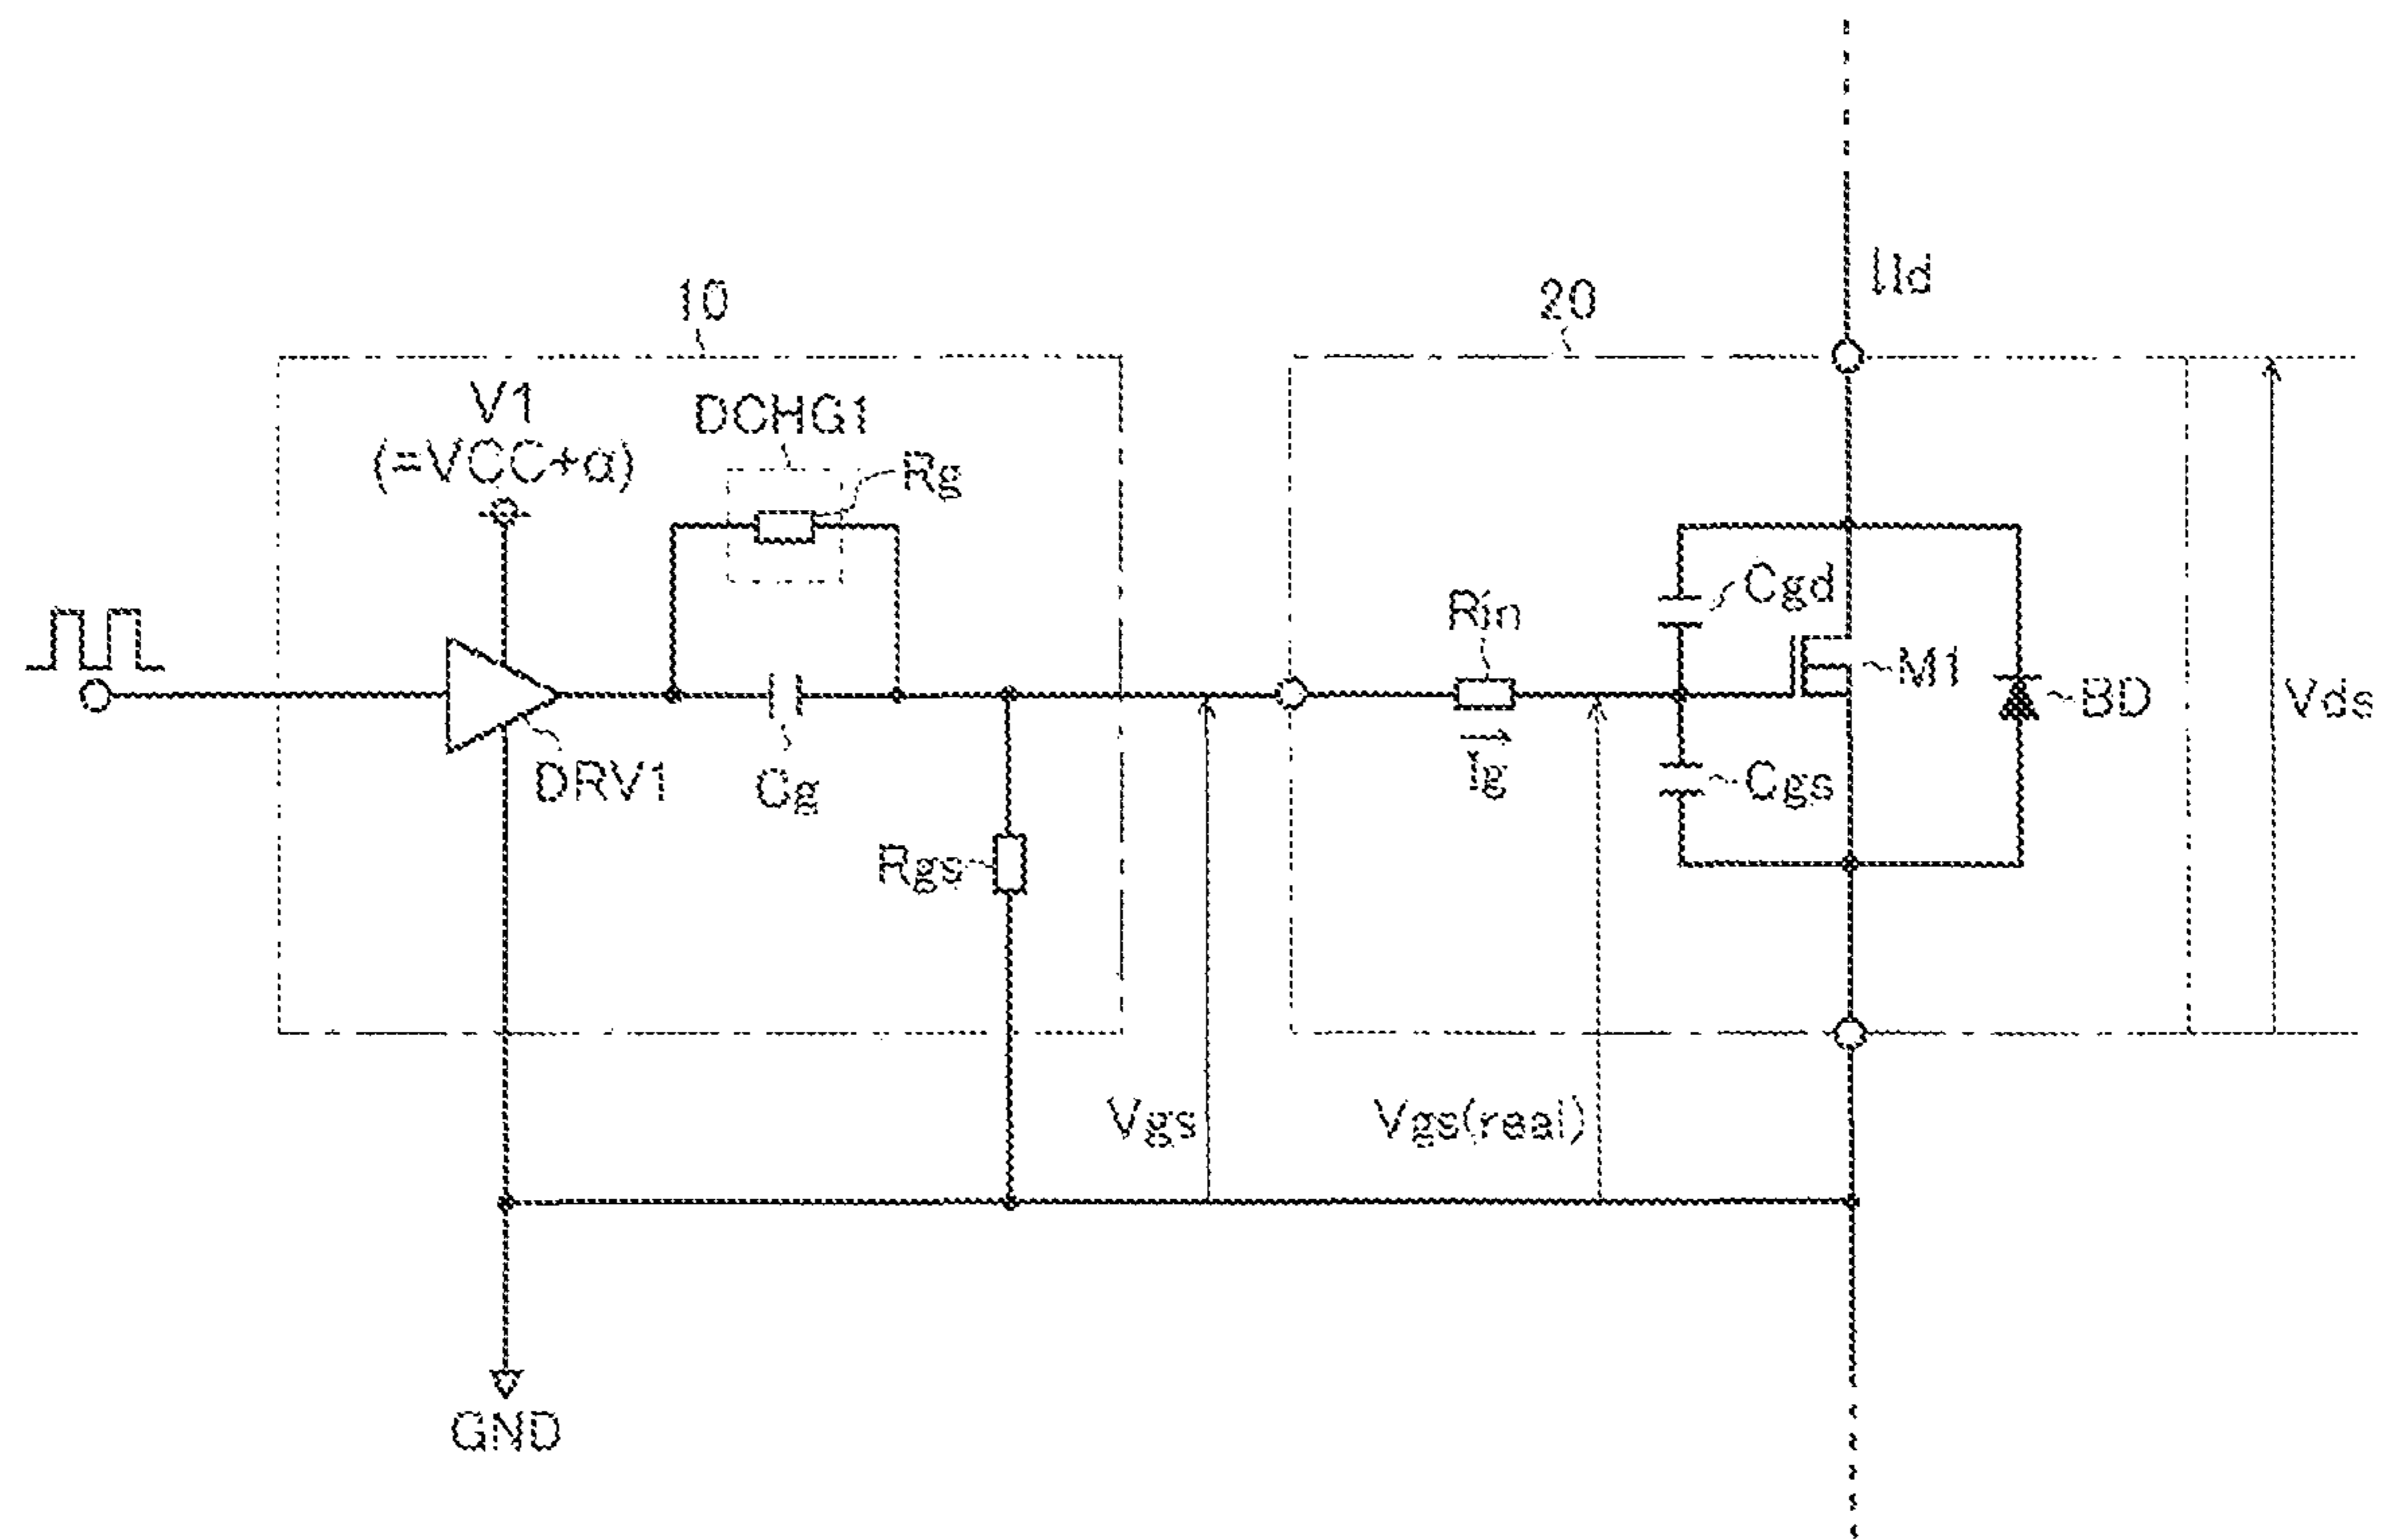 10
20
Id
V1
(=VCC+α)
DCHG1
Rg
Cgd
Rin
M1
BD
Vds
DRV1
Cg
Ig
Cgs
Rgs
Vgs
Vgs(real)
GND